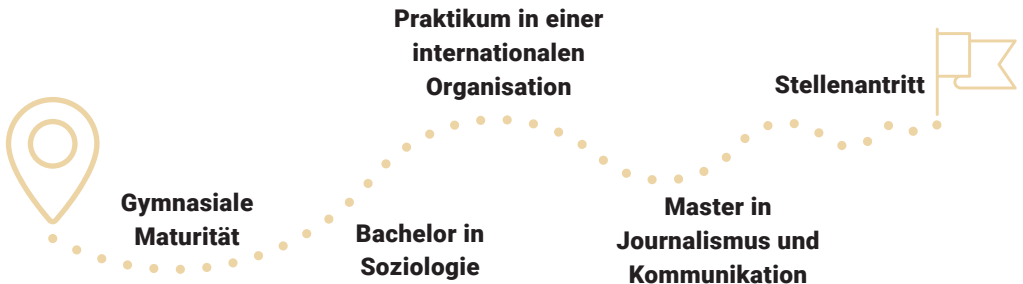 Gymnasiale
Maturität
Bachelor in
Soziologie
Praktikum in einer
internationalen
Organisation
Master in
Journalismus und
Kommunikation
Stellenantritt